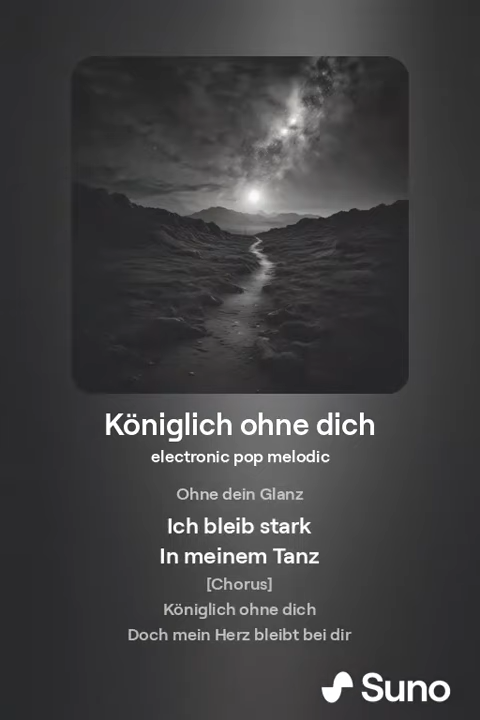 Königlich ohne dich
electronic pop melodic
Ohne dein Glanz
Ich bleib stark
In meinem Tanz
[Chorus]
Königlich ohne dich
Doch mein Herz bleibt bei dir
Suno